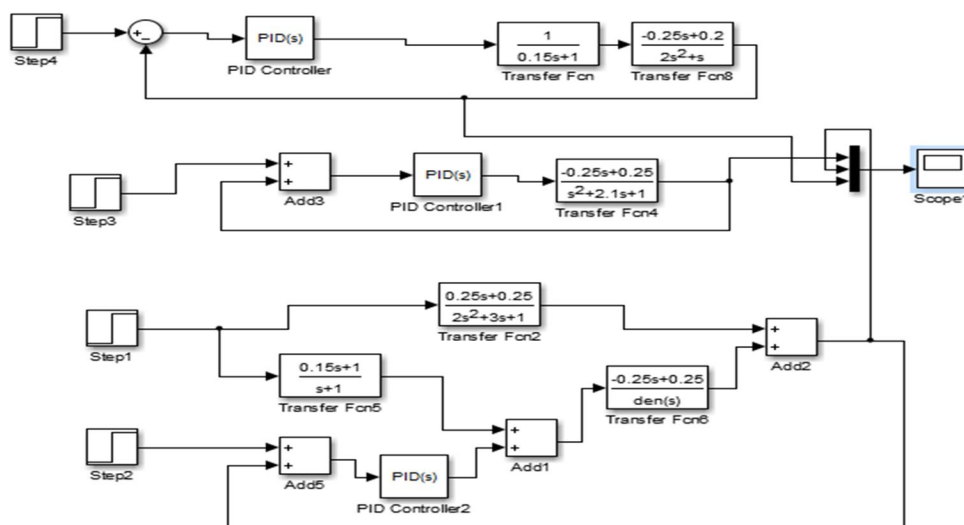 Step4
+
−
PID(s)
PID Controller
1
0.15s+1
Transfer Fcn
-0.25s+0.2
2s²+s
Transfer Fcn8
Step3
+
+
Add3
PID(s)
PID Controller1
-0.25s+0.25
s²+2.1s+1
Transfer Fcn4
Scope1
Step1
0.25s+0.25
2s²+3s+1
Transfer Fcn2
+
+
Add2
0.15s+1
s+1
Transfer Fcn5
-0.25s+0.25
den(s)
Transfer Fcn6
+
+
Add1
Step2
+
+
Add5
PID(s)
PID Controller2